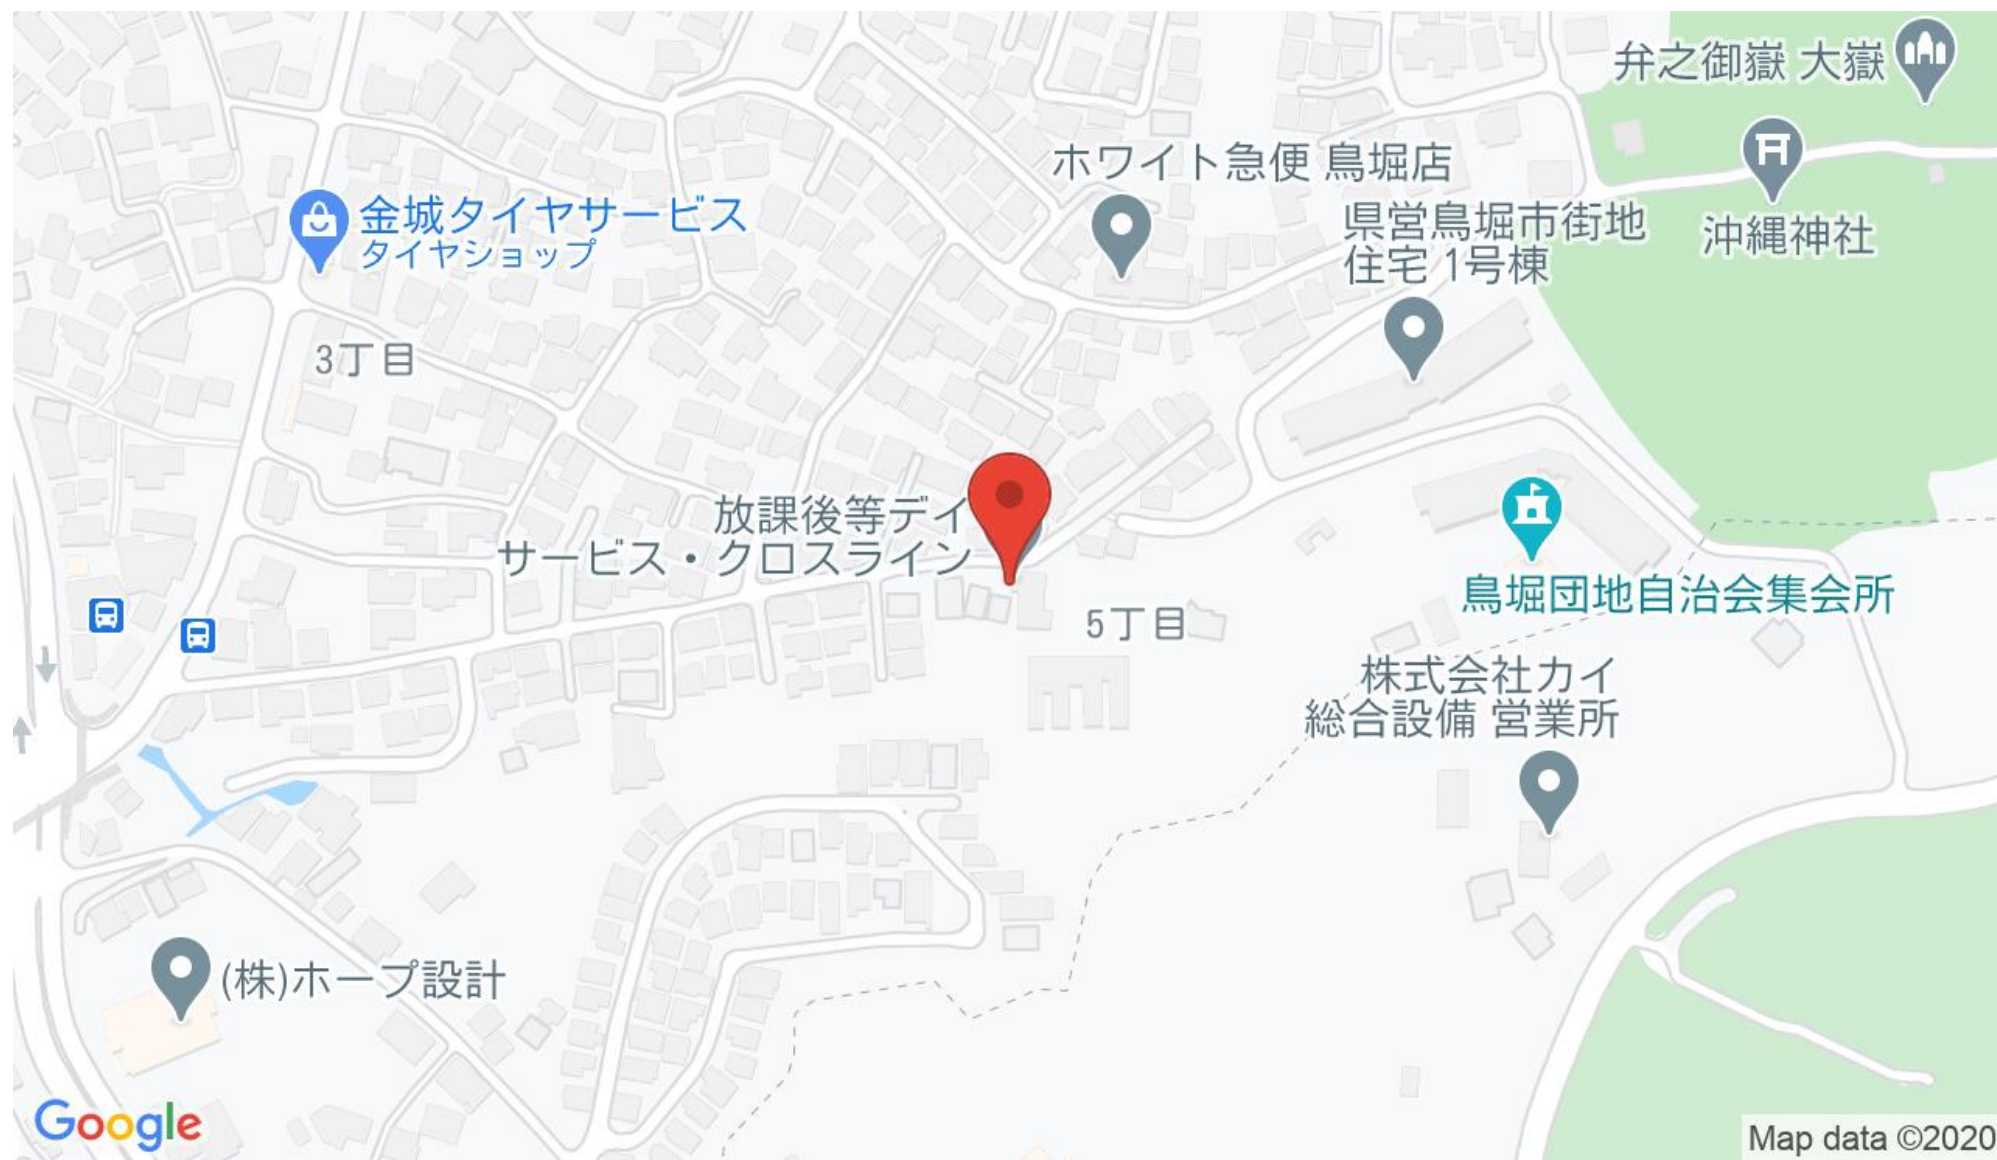 弁之御嶽 大嶽
ホワイト急便 鳥堀店
金城タイヤサービス
タイヤショップ
県営鳥堀市街地
住宅 1号棟
沖縄神社
3丁目
放課後等デイ
サービス・クロスライン
鳥堀団地自治会集会所
5丁目
株式会社カイ
総合設備 営業所
(株)ホープ設計
Google
Map data ©2020